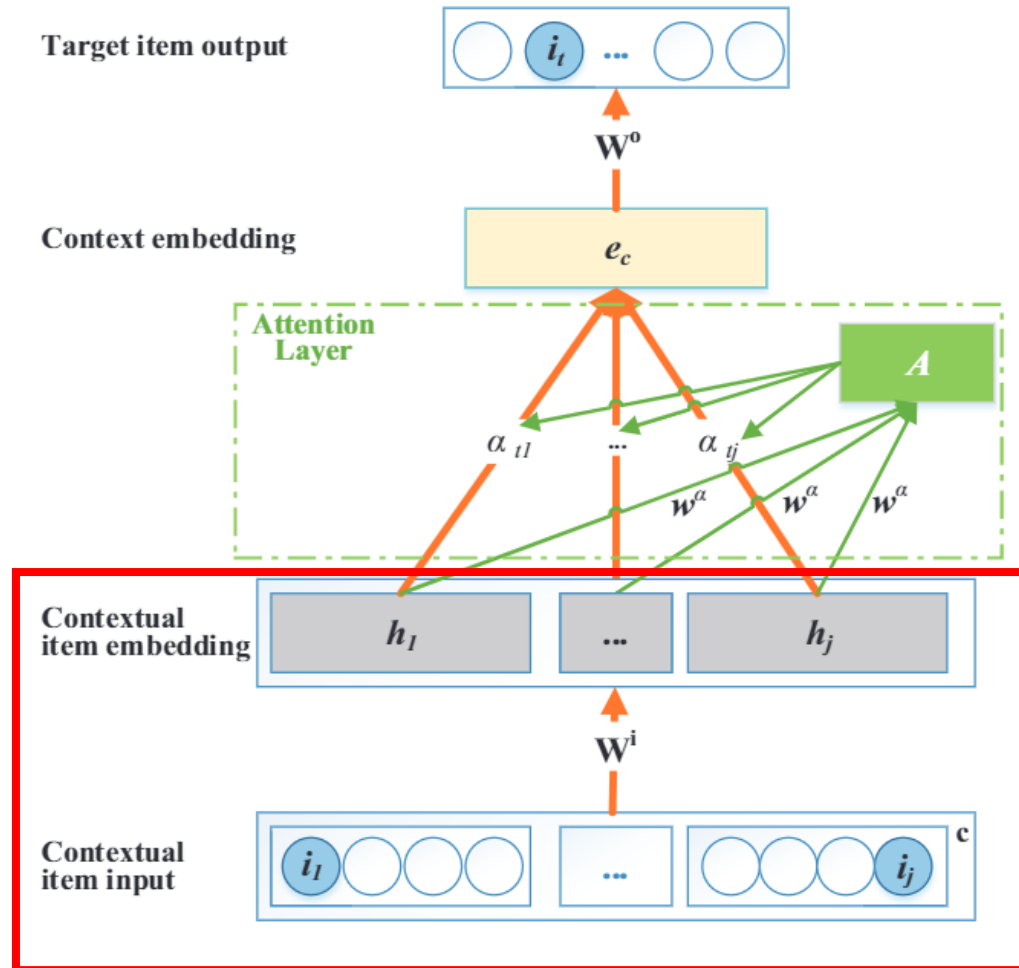 Target item output
i_t ...
W^o
Context embedding
e_c
Attention
Layer
A
α_t1 ... α_tj
w^α w^α w^α
Contextual
item embedding
h_1 ... h_j
W^i
Contextual
item input
i_1 ... i_j c